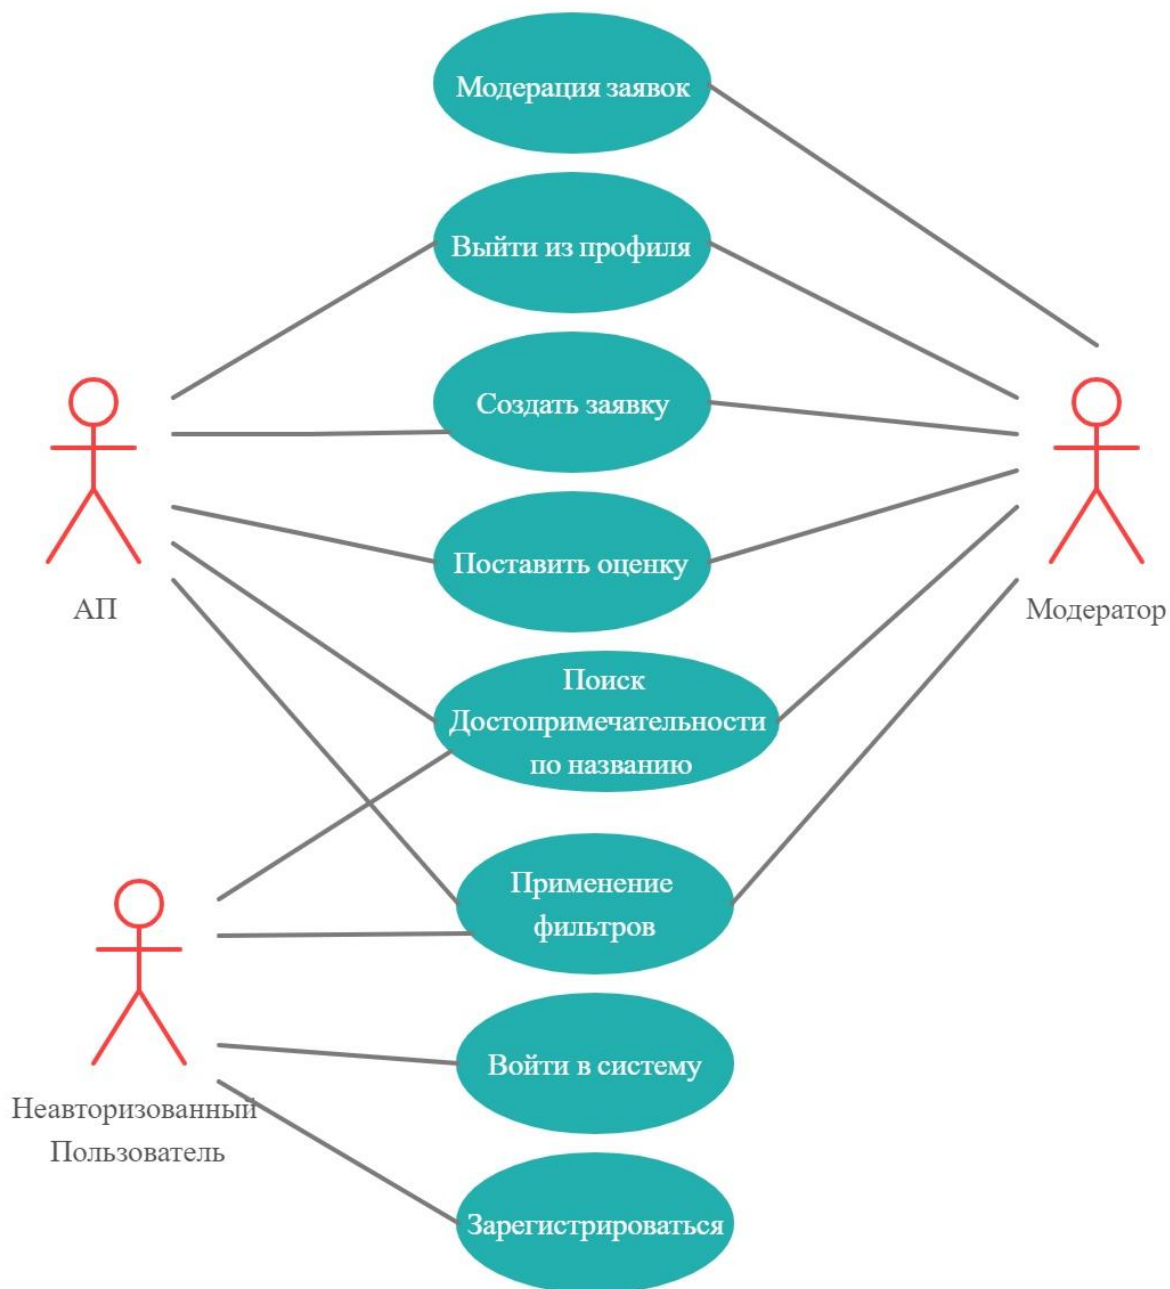 Модерация заявок
Выйти из профиля
Создать заявку
Поставить оценку
АП
Модератор
Поиск
Достопримечательности
по названию
Применение
фильтров
Войти в систему
Неавторизованный
Пользователь
Зарегистрироваться